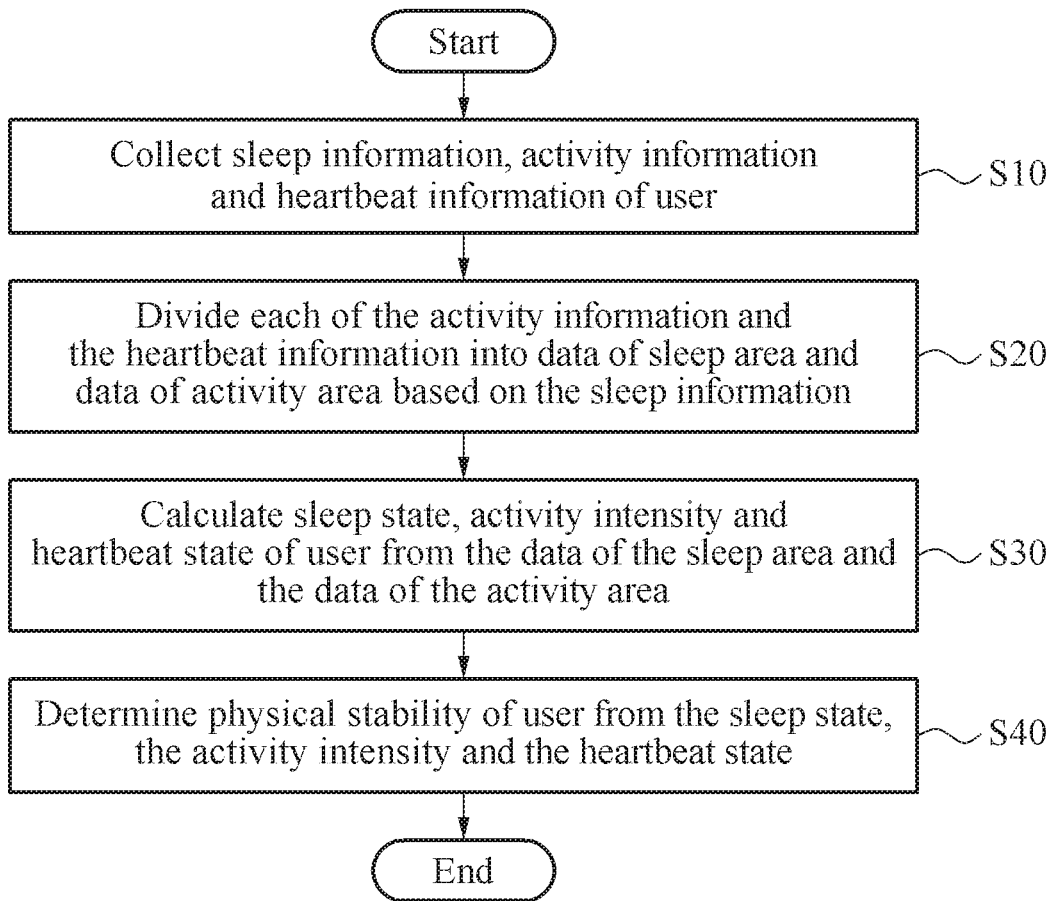 Start
Collect sleep information, activity information
and heartbeat information of user
S10
Divide each of the activity information and
the heartbeat information into data of sleep area and
data of activity area based on the sleep information
S20
Calculate sleep state, activity intensity and
heartbeat state of user from the data of the sleep area and
the data of the activity area
S30
Determine physical stability of user from the sleep state,
the activity intensity and the heartbeat state
S40
End